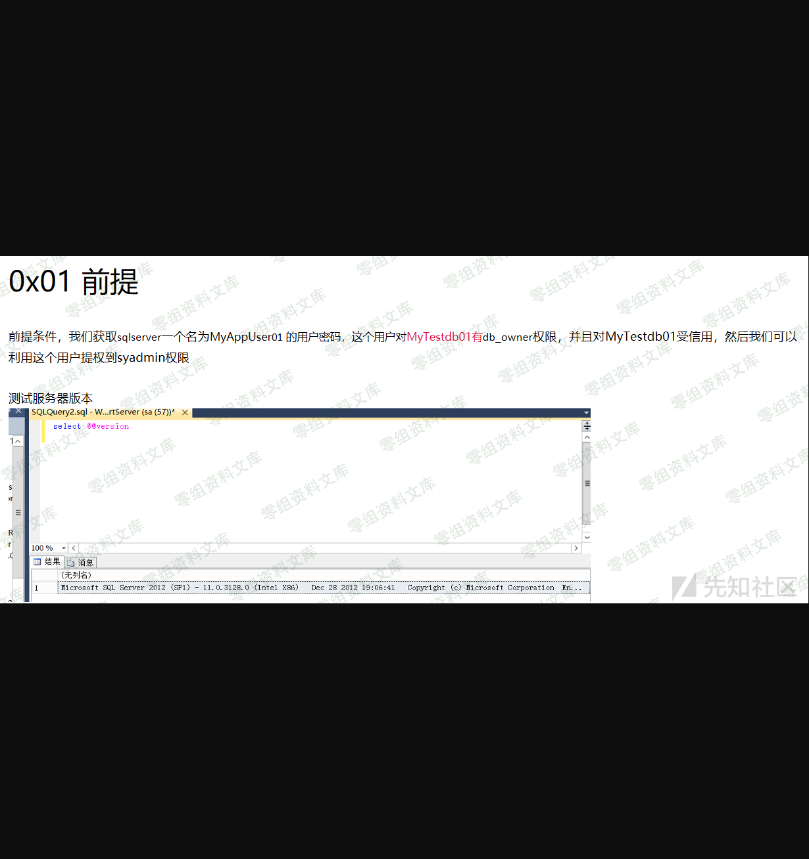 0x01 前提
前提条件，我们获取sqlserver一个名为MyAppUser01 的用户密码，这个用户对MyTestdb01有db_owner权限，并且对MyTestdb01受信用，然后我们可以
利用这个用户提权到syadmin权限
测试服务器版本
SQLQuery2.sql - W...rtServer (sa (57))*
select @@version
100 %
结果 消息
(无列名)
1 Microsoft SQL Server 2012 (SP1) - 11.0.3128.0 (Intel X86) Dec 28 2012 19:06:41 Copyright (c) Microsoft Corporation En...
先知社区
零组资料文库